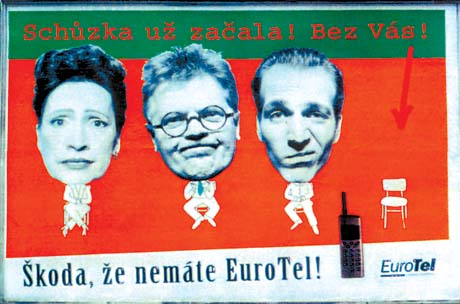 Schůzka už začala! Bez Vás!
Škoda, že nemáte EuroTel!
EuroTel